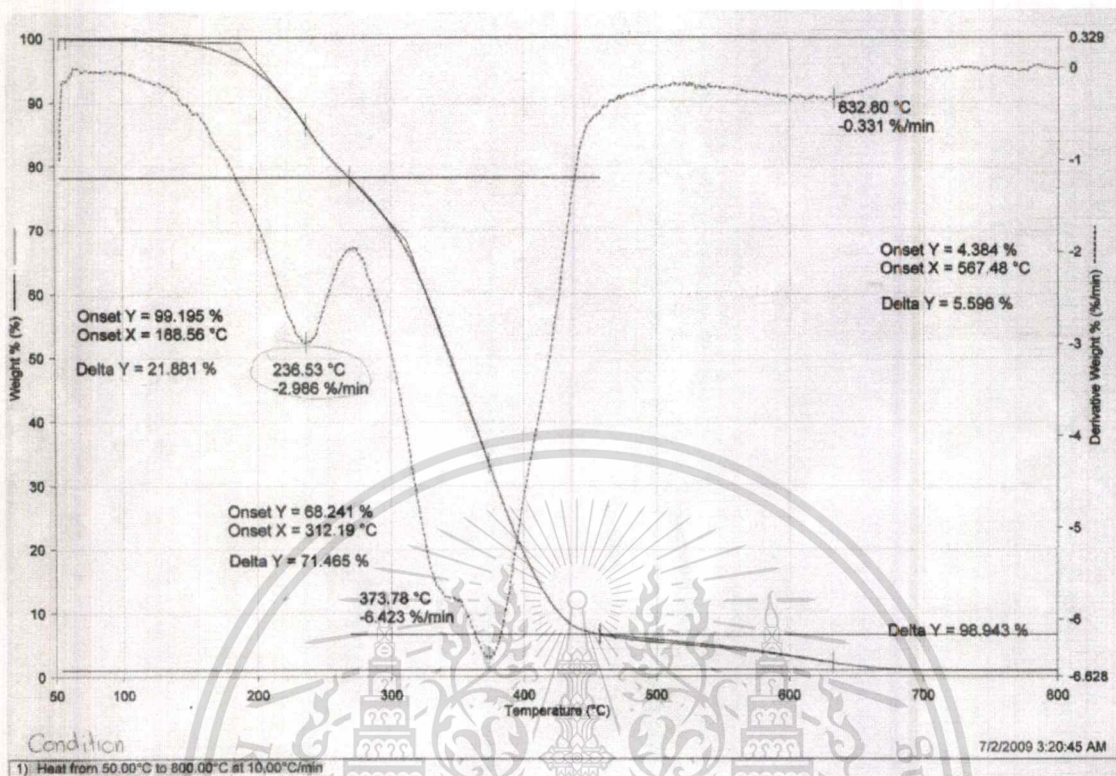 100
90
80
70
60
50
40
30
20
10
0
Weight % (%)
0.329
0
-1
-2
-3
-4
-5
-6
-6.628
Derivative Weight % (%/min)
632.80 °C
-0.331 %/min
Onset Y = 4.384 %
Onset X = 567.48 °C
Delta Y = 5.596 %
Onset Y = 99.195 %
Onset X = 188.56 °C
Delta Y = 21.881 %
236.53 °C
-2.986 %/min
Onset Y = 68.241 %
Onset X = 312.19 °C
Delta Y = 71.465 %
373.78 °C
-6.423 %/min
Delta Y = 98.943 %
50 100 200 300 400 500 600 700 800
Temperature (°C)
Condition
7/2/2009 3:20:45 AM
1) Heat from 50.00°C to 800.00°C at 10.00°C/min